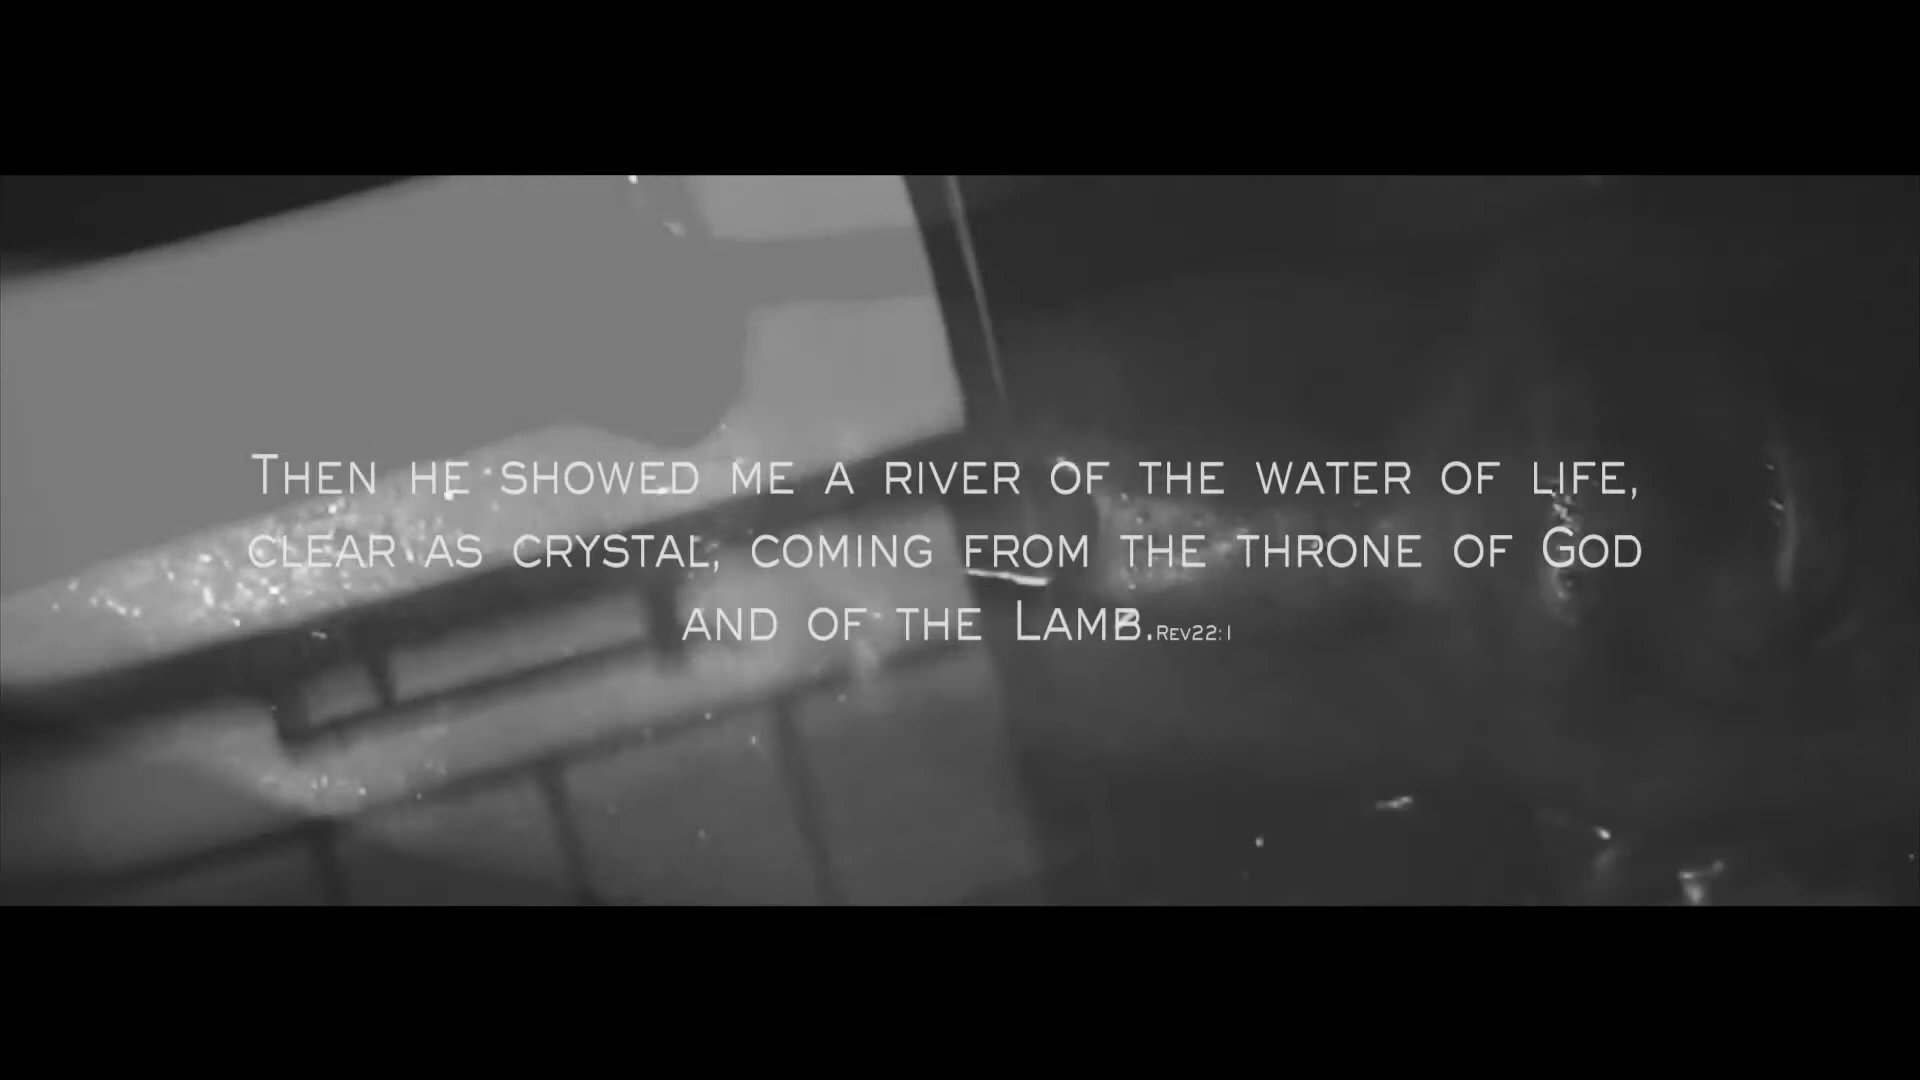 Then he showed me a river of the water of life,
clear as crystal, coming from the throne of God
and of the Lamb.Rev22:1